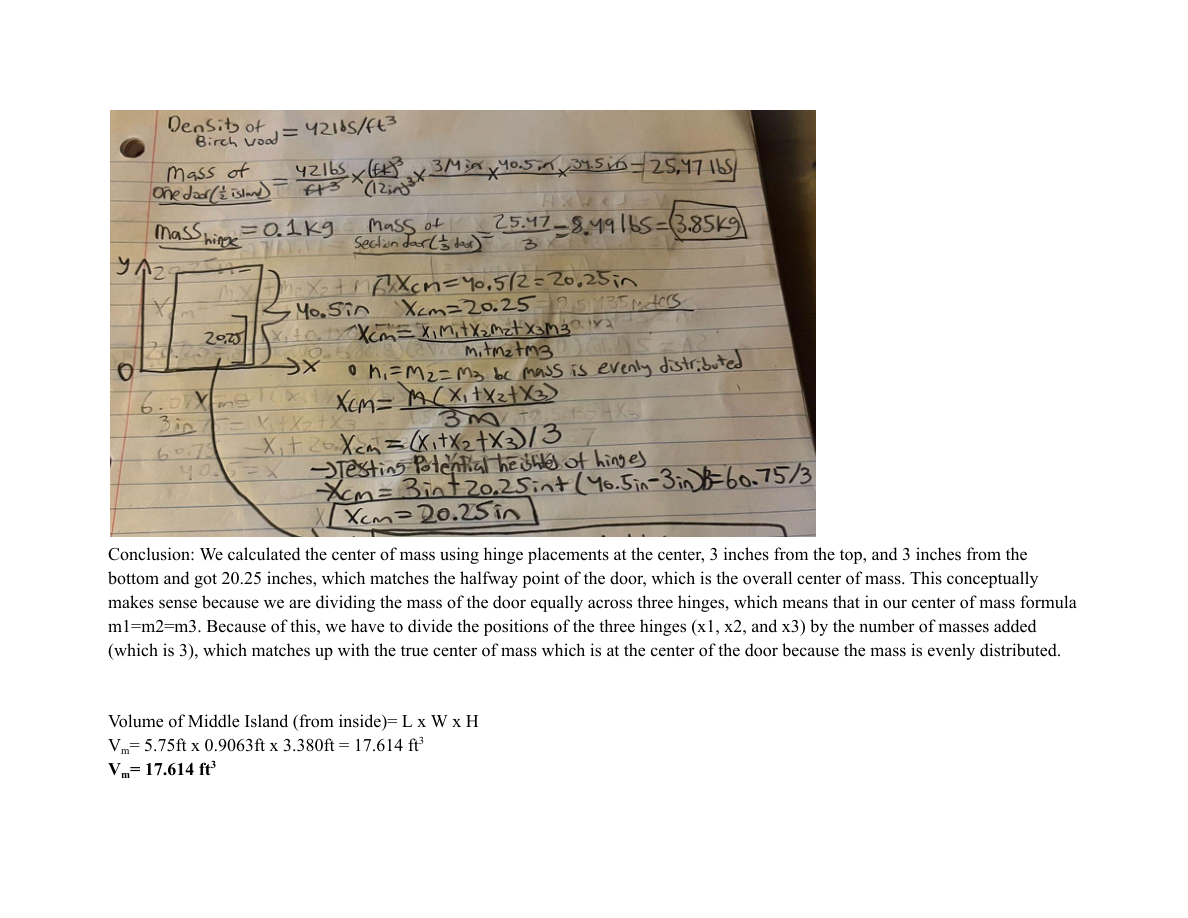 Density of = 42lbs/ft³
Birch wood
Mass of = 42lbs/ft³ x (ft)³/(12in)³ x 3/4in x 40.5in x 34.5in = 25.47 lbs
One door (½ island)
Mass hinge = 0.1kg Mass of = 25.47/3 = 8.49 lbs = 3.85kg
Section door (⅓ door)
y
Xcm = 40.5/2 = 20.25in
40.5in Xcm = 20.25
20.25 Xcm = x₁m₁+x₂m₂+x₃m₃
m₁+m₂+m₃
0 x m₁=m₂=m₃ bc mass is evenly distributed
Xcm = m(x₁+x₂+x₃)
3m
Xcm = (x₁+x₂+x₃)/3
→Testing Potential heights of hinges
Xcm = 3in+20.25in+(40.5in-3in)/3=60.75/3
Xcm = 20.25in
Conclusion: We calculated the center of mass using hinge placements at the center, 3 inches from the top, and 3 inches from the
bottom and got 20.25 inches, which matches the halfway point of the door, which is the overall center of mass. This conceptually
makes sense because we are dividing the mass of the door equally across three hinges, which means that in our center of mass formula
m1=m2=m3. Because of this, we have to divide the positions of the three hinges (x1, x2, and x3) by the number of masses added
(which is 3), which matches up with the true center of mass which is at the center of the door because the mass is evenly distributed.
Volume of Middle Island (from inside)= L x W x H
Vₘ= 5.75ft x 0.9063ft x 3.380ft = 17.614 ft³
Vₘ= 17.614 ft³